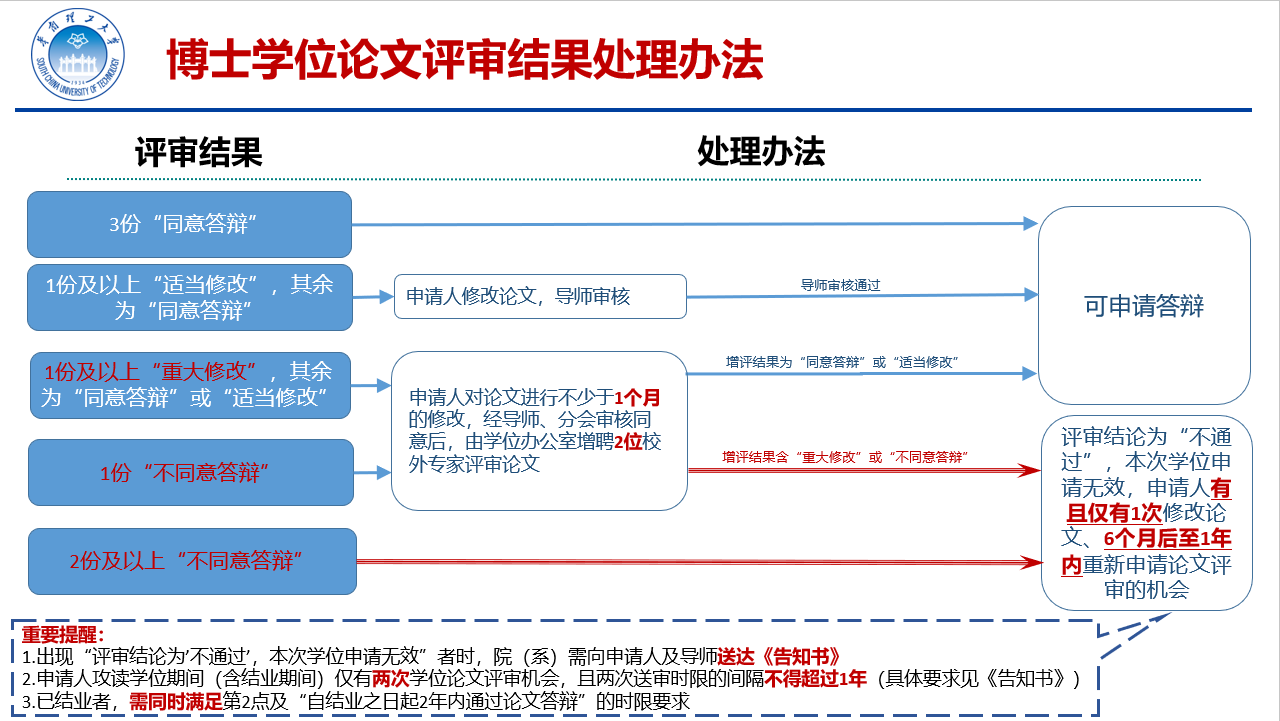 华南理工大学
SOUTH CHINA UNIVERSITY OF TECHNOLOGY
1934
博士学位论文评审结果处理办法
评审结果
处理办法
3份“同意答辩”
1份及以上“适当修改”，其余
为“同意答辩”
申请人修改论文，导师审核
导师审核通过
可申请答辩
1份及以上“重大修改”，其余
为“同意答辩”或“适当修改”
1份“不同意答辩”
申请人对论文进行不少于1个月
的修改，经导师、分会审核同
意后，由学位办公室增聘2位校
外专家评审论文
增评结果为“同意答辩”或“适当修改”
增评结果含“重大修改”或“不同意答辩”
2份及以上“不同意答辩”
评审结论为“不通
过”，本次学位申
请无效，申请人有
且仅有1次修改论
文、6个月后至1年
内重新申请论文评
审的机会
重要提醒：
1.出现“评审结论为‘不通过’，本次学位申请无效”者时，院（系）需向申请人及导师送达《告知书》
2.申请人攻读学位期间（含结业期间）仅有两次学位论文评审机会，且两次送审时限的间隔不得超过1年（具体要求见《告知书》）
3.已结业者，需同时满足第2点及“自结业之日起2年内通过论文答辩”的时限要求